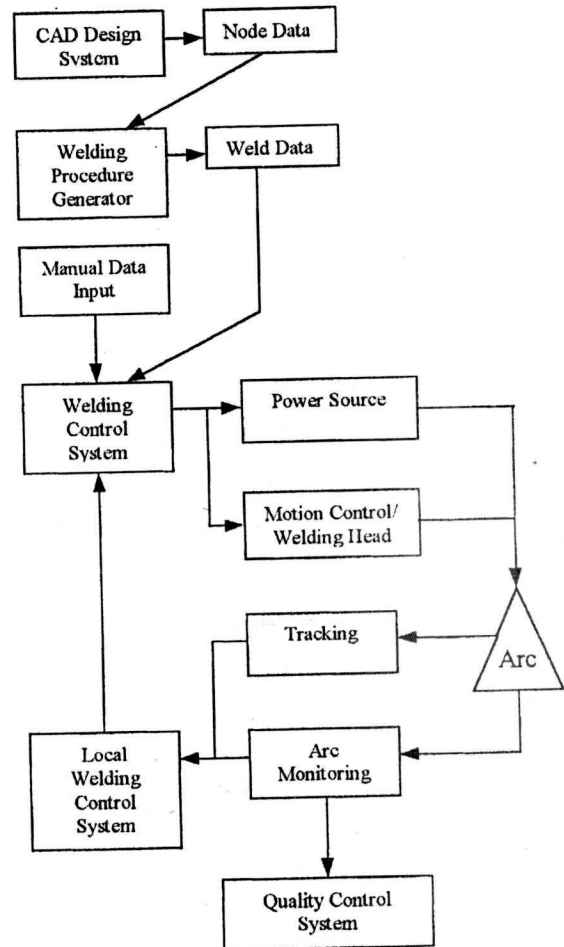 CAD Design
System
Node Data
Welding
Procedure
Generator
Weld Data
Manual Data
Input
Welding
Control
System
Power Source
Motion Control/
Welding Head
Tracking
Arc
Local
Welding
Control
System
Arc
Monitoring
Quality Control
System